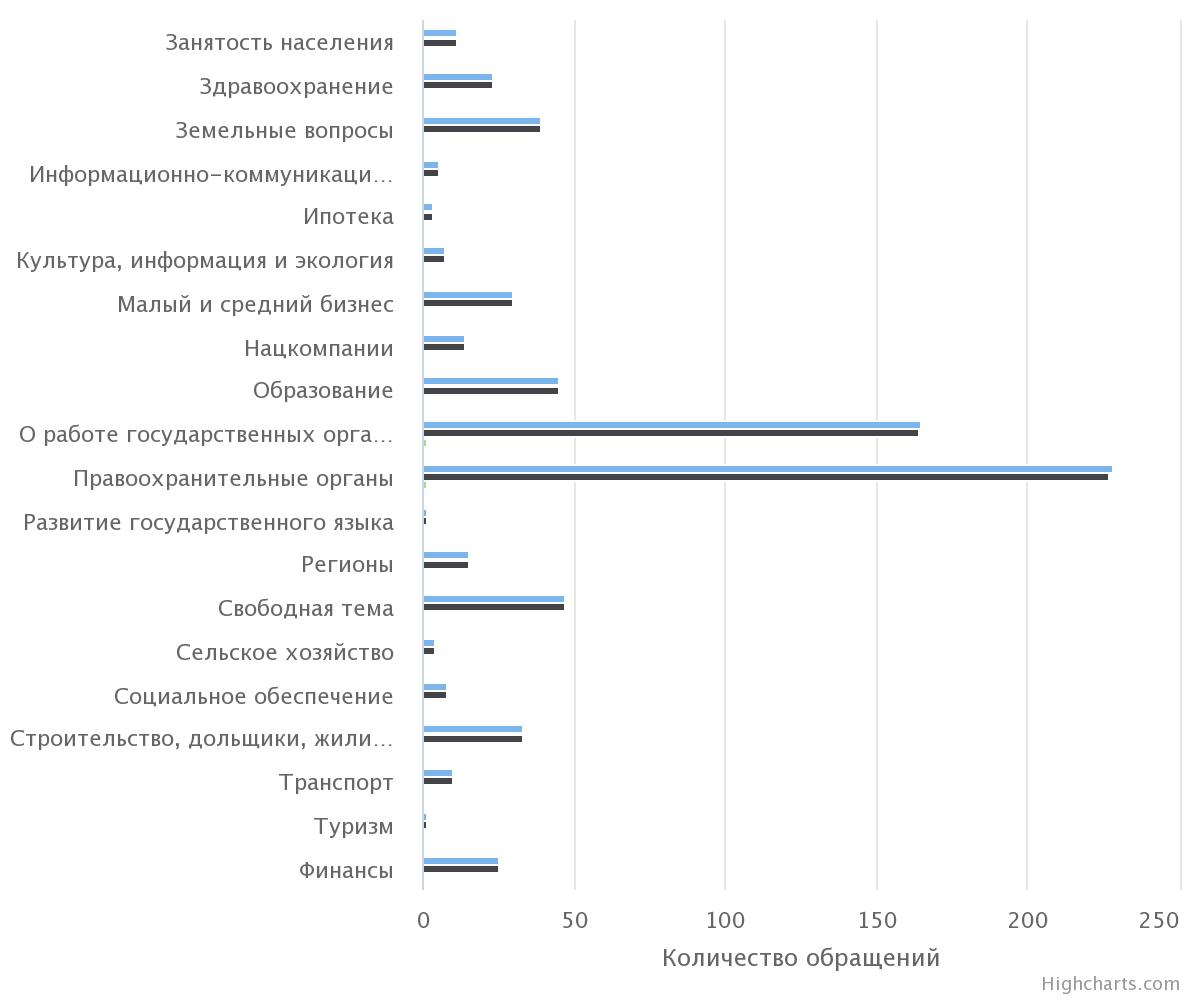 Занятость населения
Здравоохранение
Земельные вопросы
Информационно-коммуникаци...
Ипотека
Культура, информация и экология
Малый и средний бизнес
Нацкомпании
Образование
О работе государственных орга...
Правоохранительные органы
Развитие государственного языка
Регионы
Свободная тема
Сельское хозяйство
Социальное обеспечение
Строительство, дольщики, жили...
Транспорт
Туризм
Финансы
0 50 100 150 200 250
Количество обращений
Highcharts.com